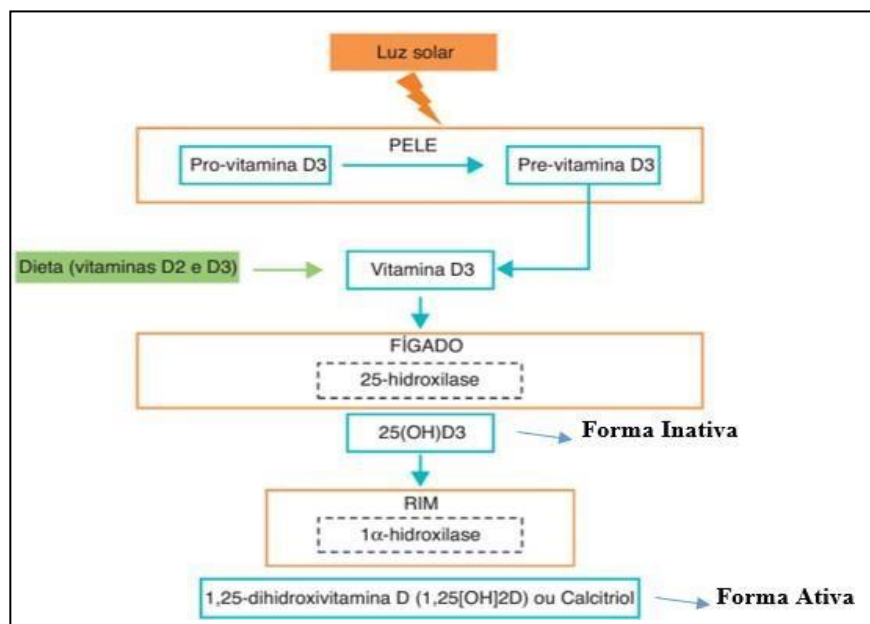 Luz solar
PELE
Pro-vitamina D3
Pre-vitamina D3
Dieta (vitaminas D2 e D3)
Vitamina D3
FÍGADO
25-hidroxilase
25(OH)D3
Forma Inativa
RIM
1α-hidroxilase
1,25-dihidroxivitamina D (1,25[OH]2D) ou Calcitriol
Forma Ativa